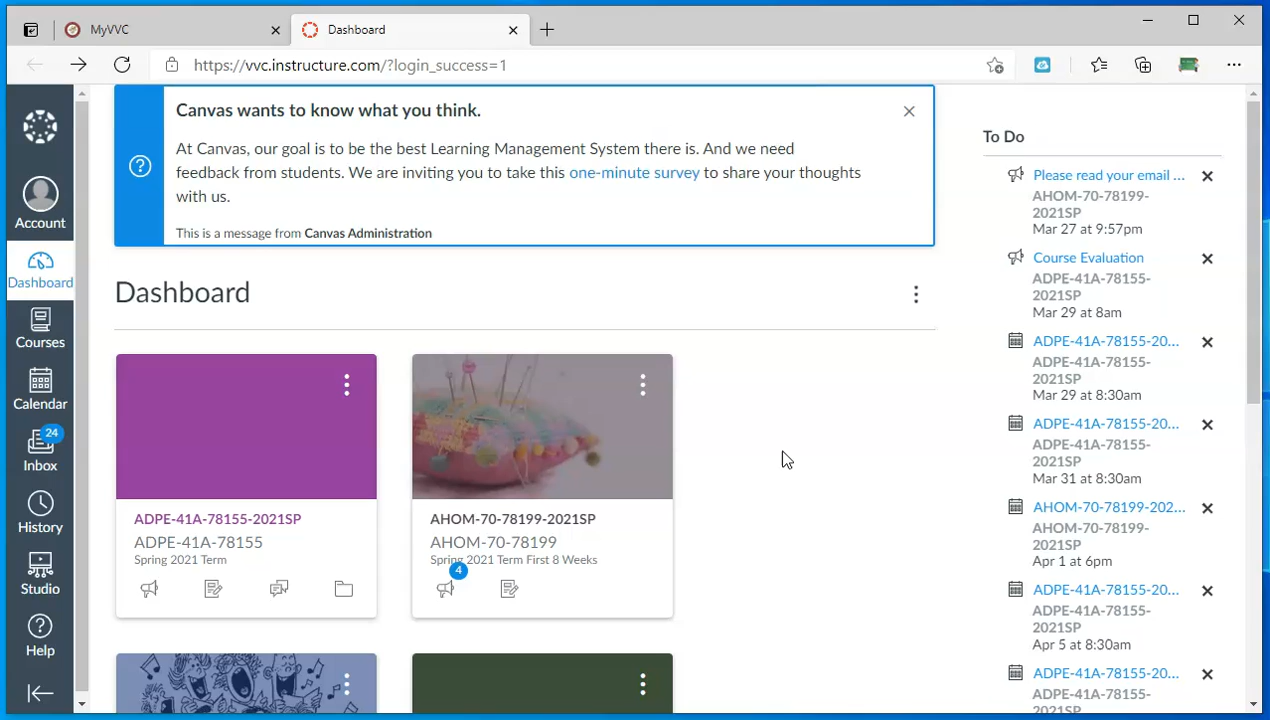 MyVVC
Dashboard
https://vvc.instructure.com/?login_success=1
Account
Dashboard
Courses
Calendar
24
Inbox
History
Studio
Help
Canvas wants to know what you think.
At Canvas, our goal is to be the best Learning Management System there is. And we need
feedback from students. We are inviting you to take this one-minute survey to share your thoughts
with us.
This is a message from Canvas Administration
Dashboard
ADPE-41A-78155-2021SP
ADPE-41A-78155
Spring 2021 Term
AHOM-70-78199-2021SP
AHOM-70-78199
Spring 2021 Term First 8 Weeks
4
To Do
Please read your email ...
AHOM-70-78199-
2021SP
Mar 27 at 9:57pm
Course Evaluation
ADPE-41A-78155-
2021SP
Mar 29 at 8am
ADPE-41A-78155-20...
ADPE-41A-78155-
2021SP
Mar 29 at 8:30am
ADPE-41A-78155-20...
ADPE-41A-78155-
2021SP
Mar 31 at 8:30am
AHOM-70-78199-202...
AHOM-70-78199-
2021SP
Apr 1 at 6pm
ADPE-41A-78155-20...
ADPE-41A-78155-
2021SP
Apr 5 at 8:30am
ADPE-41A-78155-20...
ADPE-41A-78155-